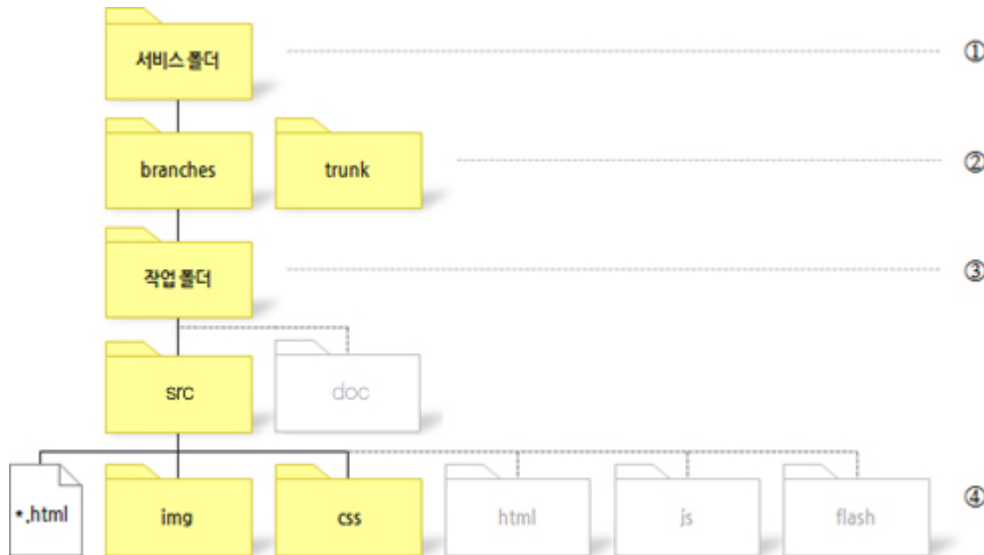 서비스 폴더
①
branches
trunk
②
작업 폴더
③
src
doc
*.html
img
css
html
js
flash
④